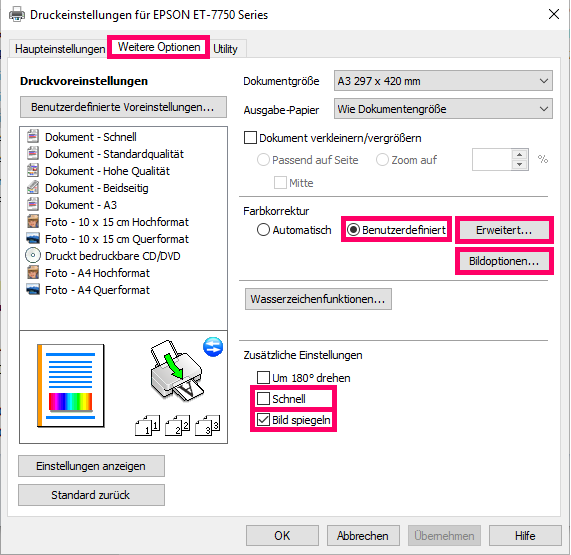 Druckeinstellungen für EPSON ET-7750 Series
Haupteinstellungen Weitere Optionen Utility
Druckvoreinstellungen
Benutzerdefinierte Voreinstellungen...
Dokument - Schnell
Dokument - Standardqualität
Dokument - Hohe Qualität
Dokument - Beidseitig
Dokument - A3
Foto - 10 x 15 cm Hochformat
Foto - 10 x 15 cm Querformat
Druckt bedruckbare CD/DVD
Foto - A4 Hochformat
Foto - A4 Querformat
1 1 2 2 3 3
Einstellungen anzeigen
Standard zurück
Dokumentgröße A3 297 x 420 mm
Ausgabe-Papier Wie Dokumentengröße
Dokument verkleinern/vergrößern
Passend auf Seite Zoom auf %
Mitte
Farbkorrektur
Automatisch Benutzerdefiniert Erweitert...
Bildoptionen...
Wasserzeichenfunktionen...
Zusätzliche Einstellungen
Um 180° drehen
Schnell
Bild spiegeln
OK Abbrechen Übernehmen Hilfe